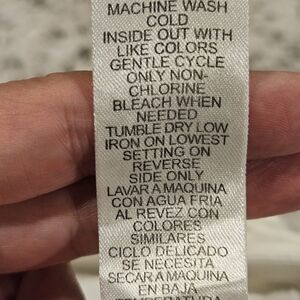 MACHINE WASH
COLD
INSIDE OUT WITH
LIKE COLORS
GENTLE CYCLE
ONLY NON-
CHLORINE
BLEACH WHEN
NEEDED
TUMBLE DRY LOW
IRON ON LOWEST
SETTING ON
REVERSE
SIDE ONLY
LAVAR A MAQUINA
CON AGUA FRIA
AL REVEZ CON
COLORES
SIMILARES
CICLO DELICADO
SE NECESITA
SECAR A MAQUINA
EN BAJA
TEMPERATURA